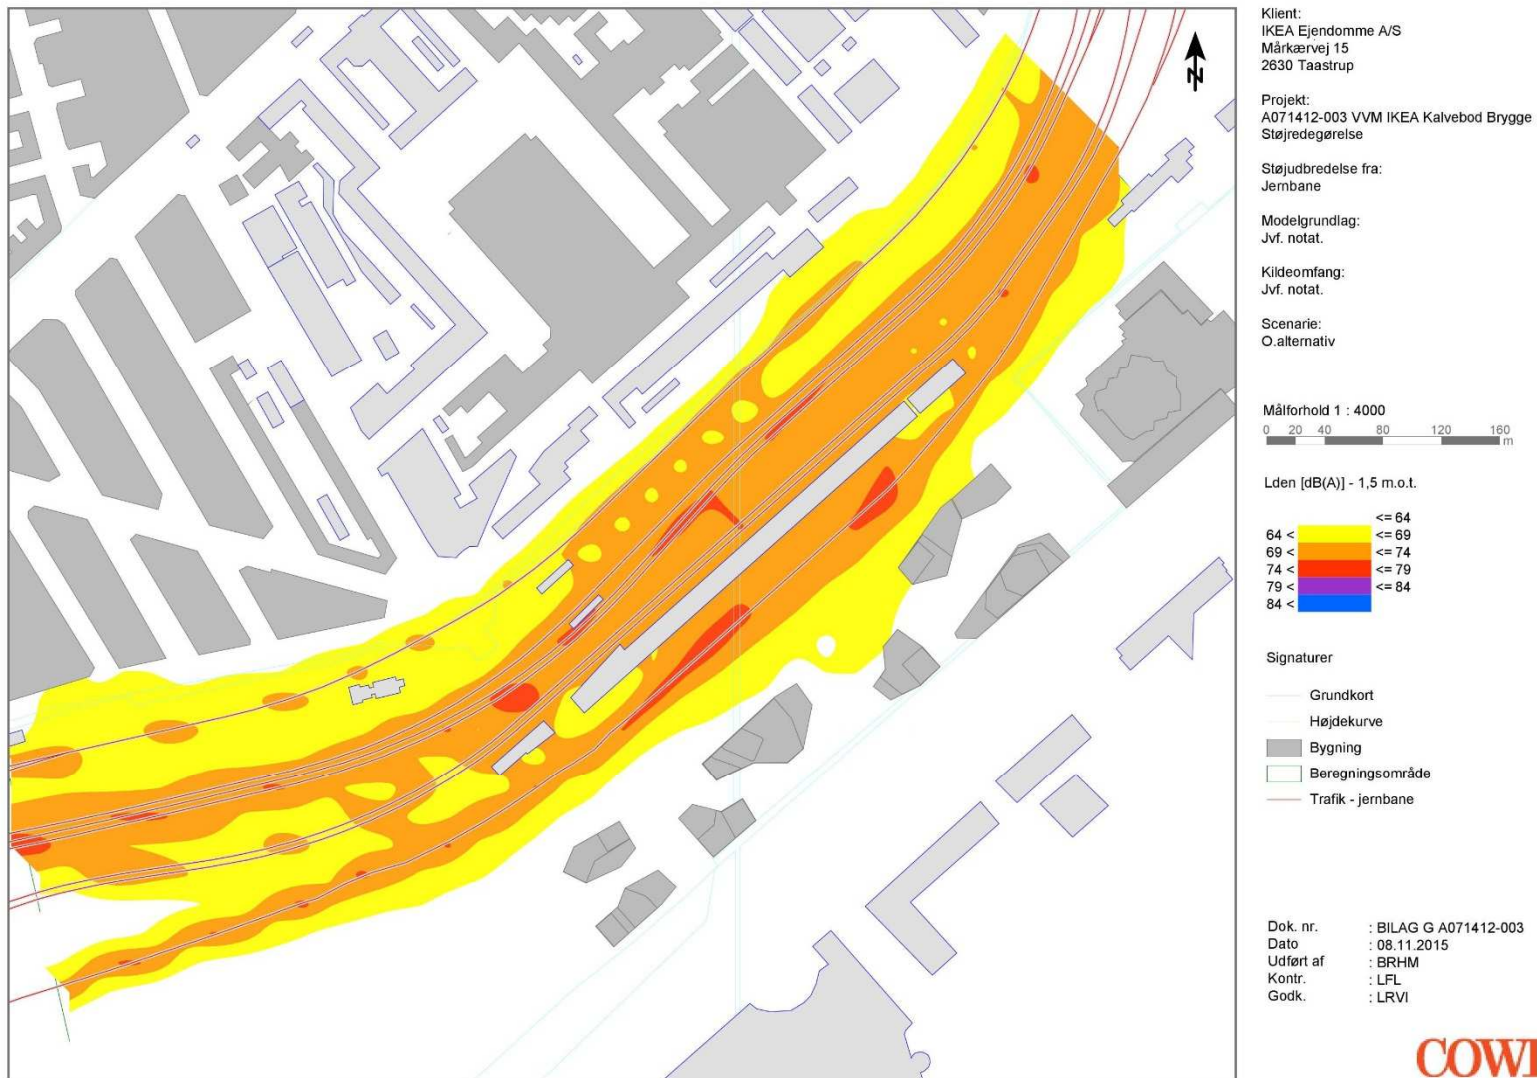 N
Klient:
IKEA Ejendomme A/S
Mårkærvej 15
2630 Taastrup
Projekt:
A071412-003 VVM IKEA Kalvebod Brygge
Støjredegørelse
Støjudbredelse fra:
Jernbane
Modelgrundlag:
Jvf. notat.
Kildeomfang:
Jvf. notat.
Scenarie:
O.alternativ
Målforhold 1 : 4000
0 20 40 80 120 160
m
Lden [dB(A)] - 1,5 m.o.t.
<= 64
64 < <= 69
69 < <= 74
74 < <= 79
79 < <= 84
84 <
Signaturer
Grundkort
Højdekurve
Bygning
Beregningsområde
Trafik - jernbane
Dok. nr. : BILAG G A071412-003
Dato : 08.11.2015
Udført af : BRHM
Kontr. : LFL
Godk. : LRVI
COWI